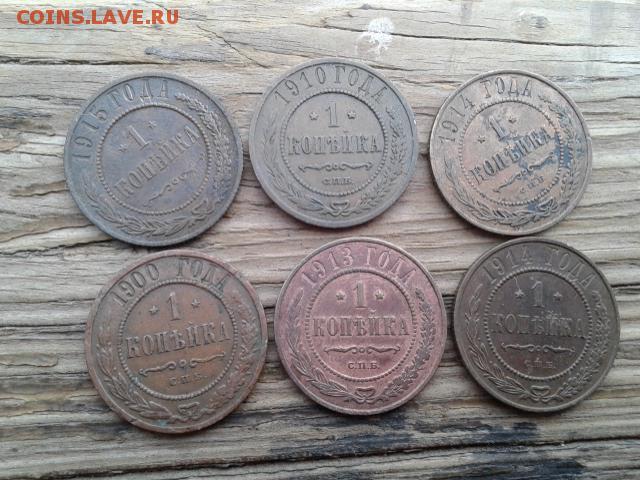 COINS.LAVE.RU
1915 ГОДА
1
КОПѢЙКА
1910 ГОДА
1
КОПѢЙКА
С.П.Б.
1914 ГОДА
1
КОПѢЙКА
С.П.Б.
1900 ГОДА
1
КОПѢЙКА
С.П.Б.
1913 ГОДА
1
КОПѢЙКА
С.П.Б.
1914 ГОДА
1
КОПѢЙКА
С.П.Б.